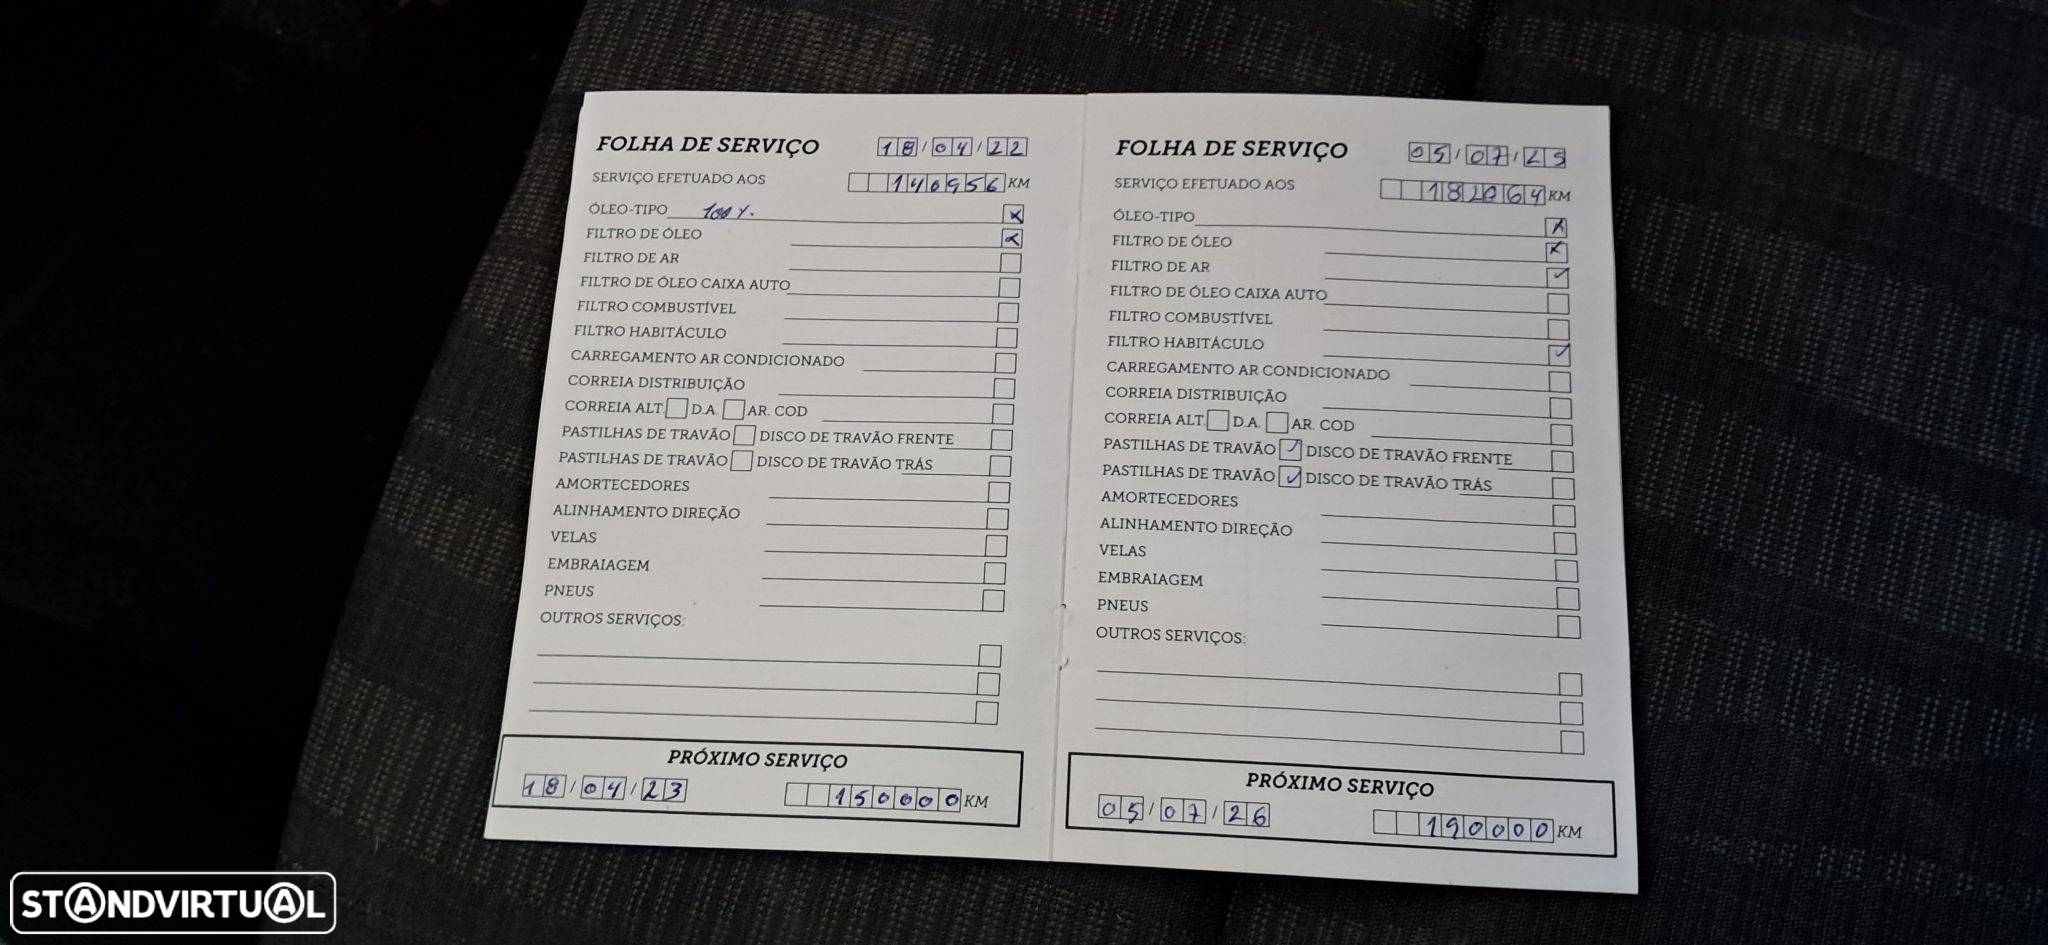 FOLHA DE SERVIÇO 18/04/22
SERVIÇO EFETUADO AOS 140956 KM
ÓLEO-TIPO 100%. X
FILTRO DE ÓLEO X
FILTRO DE AR
FILTRO DE ÓLEO CAIXA AUTO
FILTRO COMBUSTÍVEL
FILTRO HABITÁCULO
CARREGAMENTO AR CONDICIONADO
CORREIA DISTRIBUIÇÃO
CORREIA ALT. D.A. AR. COD
PASTILHAS DE TRAVÃO DISCO DE TRAVÃO FRENTE
PASTILHAS DE TRAVÃO DISCO DE TRAVÃO TRÁS
AMORTECEDORES
ALINHAMENTO DIREÇÃO
VELAS
EMBRAIAGEM
PNEUS
OUTROS SERVIÇOS:
PRÓXIMO SERVIÇO
18/04/23 150000 KM
FOLHA DE SERVIÇO 05/07/25
SERVIÇO EFETUADO AOS 182064 KM
ÓLEO-TIPO X
FILTRO DE ÓLEO X
FILTRO DE AR ✓
FILTRO DE ÓLEO CAIXA AUTO
FILTRO COMBUSTÍVEL
FILTRO HABITÁCULO ✓
CARREGAMENTO AR CONDICIONADO
CORREIA DISTRIBUIÇÃO
CORREIA ALT. D.A. AR. COD
PASTILHAS DE TRAVÃO ✓ DISCO DE TRAVÃO FRENTE
PASTILHAS DE TRAVÃO ✓ DISCO DE TRAVÃO TRÁS
AMORTECEDORES
ALINHAMENTO DIREÇÃO
VELAS
EMBRAIAGEM
PNEUS
OUTROS SERVIÇOS:
PRÓXIMO SERVIÇO
05/07/26 190000 KM
STANDVIRTUAL